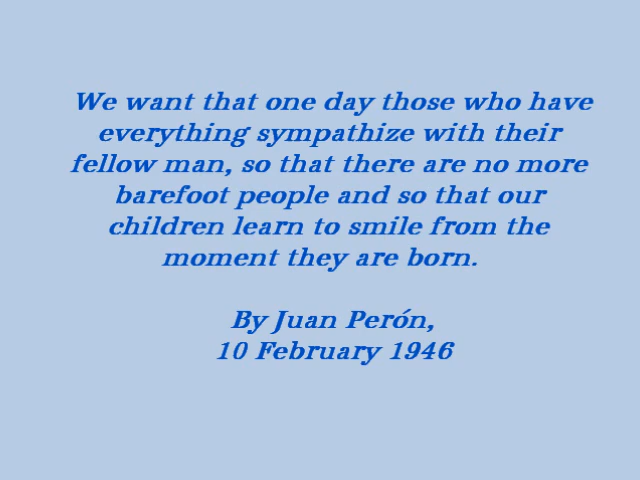 We want that one day those who have
everything sympathize with their
fellow man, so that there are no more
barefoot people and so that our
children learn to smile from the
moment they are born.
By Juan Perón,
10 February 1946